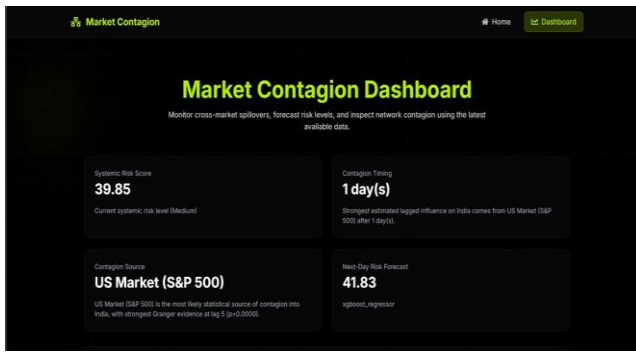 Market Contagion
Home
Dashboard
Market Contagion Dashboard
Monitor cross-market spillovers, forecast risk levels, and inspect network contagion using the latest
available data.
Systemic Risk Score
39.85
Current systemic risk level (Medium)
Contagion Timing
1 day(s)
Strongest estimated lagged influence on India comes from US Market (S&P
500) after 1 day(s).
Contagion Source
US Market (S&P 500)
US Market (S&P 500) is the most likely statistical source of contagion into
India, with strongest Granger evidence at lag 5 (p=0.0000).
Next-Day Risk Forecast
41.83
xgboost_regressor